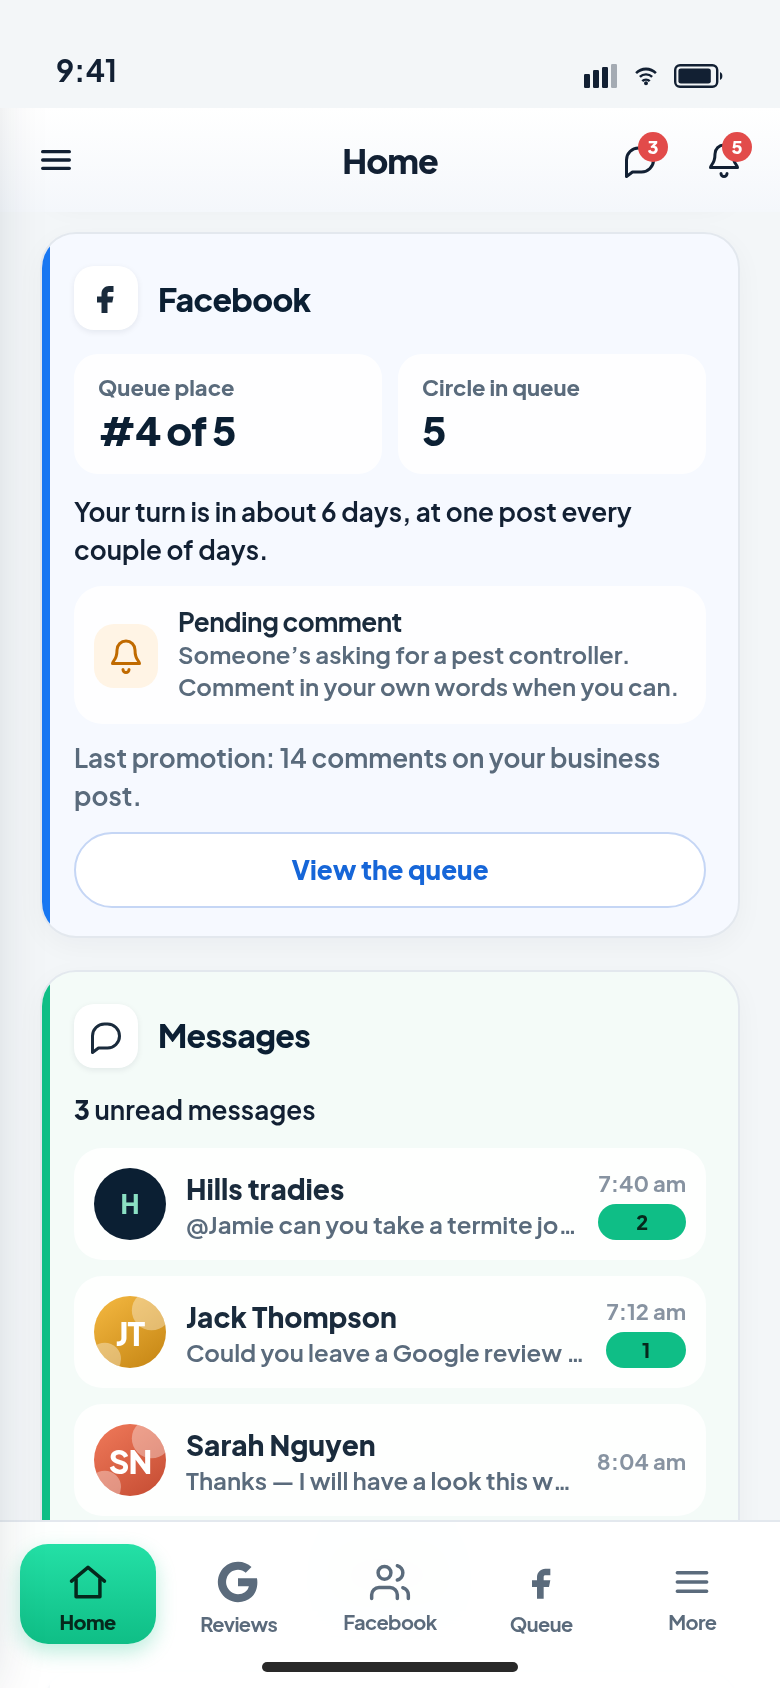 9:41
Home
3
5
Facebook
Queue place
#4 of 5
Circle in queue
5
Your turn is in about 6 days, at one post every
couple of days.
Pending comment
Someone’s asking for a pest controller.
Comment in your own words when you can.
Last promotion: 14 comments on your business
post.
View the queue
Messages
3 unread messages
H
Hills tradies
7:40 am
@Jamie can you take a termite jo...
2
JT
Jack Thompson
7:12 am
Could you leave a Google review ...
1
SN
Sarah Nguyen
8:04 am
Thanks — I will have a look this w...
Home
Reviews
Facebook
Queue
More